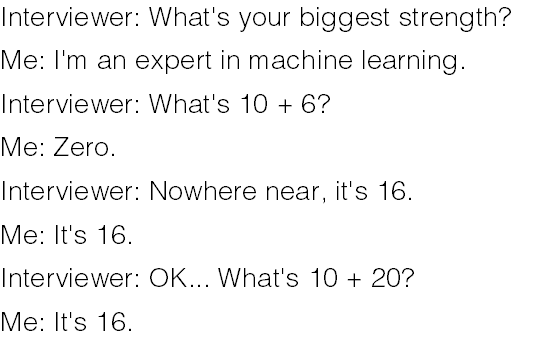 Interviewer: What's your biggest strength?
Me: I'm an expert in machine learning.
Interviewer: What's 10 + 6?
Me: Zero.
Interviewer: Nowhere near, it's 16.
Me: It's 16.
Interviewer: OK... What's 10 + 20?
Me: It's 16.